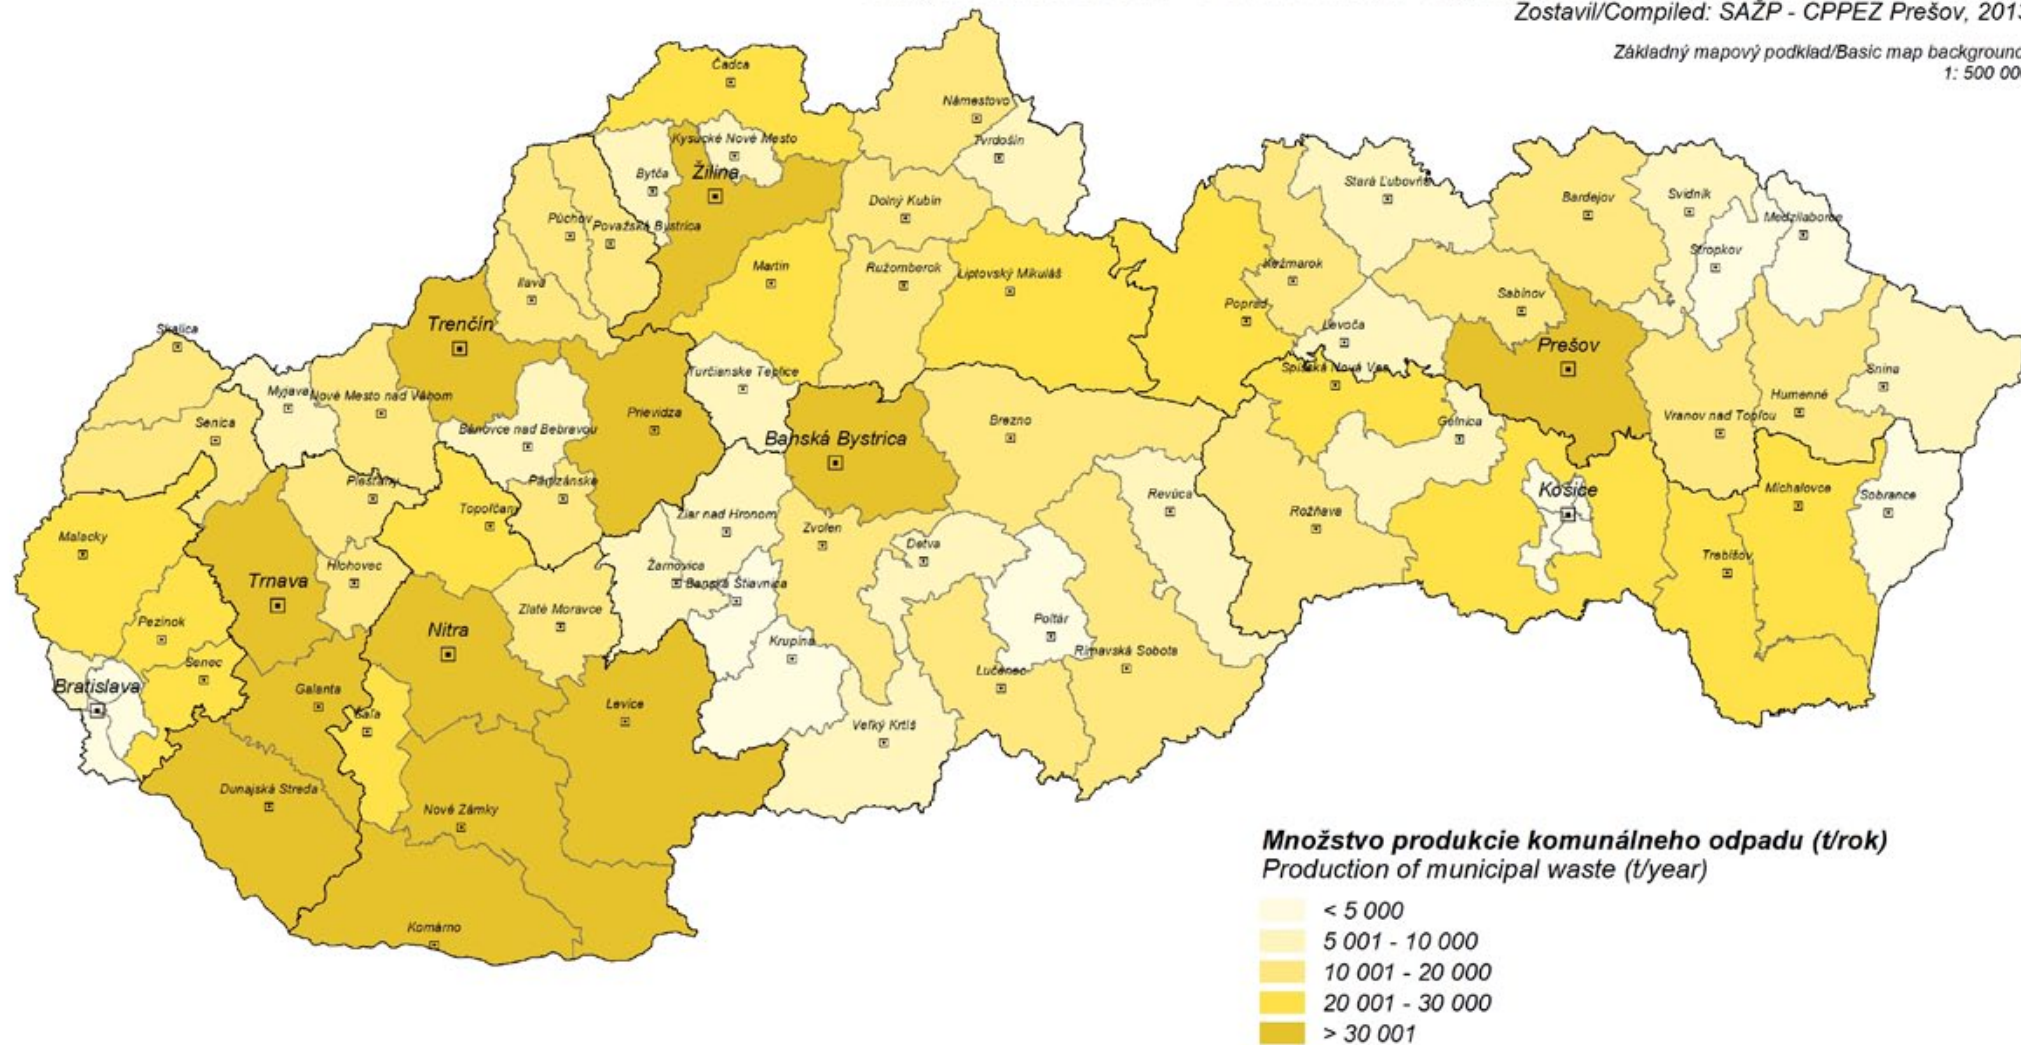 Zostavil/Compiled: SAŽP - CPPEZ Prešov, 2013
Základný mapový podklad/Basic map background
1: 500 00
Čadca
Námestovo
Kysucké Nové Mesto
Tvrdošín
Bytča
Žilina
Stará Ľubovňa
Bardejov
Svidník
Dolný Kubín
Púchov
Považská Bystrica
Medzilaborce
Stropkov
Martin
Ružomberok
Liptovský Mikuláš
Kežmarok
Ilava
Poprad
Sabinov
Trenčín
Levoča
Skalica
Prešov
Turčianske Teplice
Spišská Nová Ves
Snina
Myjava
Nové Mesto nad Váhom
Humenné
Prievidza
Vranov nad Topľou
Senica
Bánovce nad Bebravou
Banská Bystrica
Brezno
Gelnica
Piešťany
Partizánske
Revúca
Košice
Michalovce
Sobrance
Topoľčany
Žiar nad Hronom
Rožňava
Malacky
Zvolen
Detva
Trebišov
Hlohovec
Žarnovica
Banská Štiavnica
Trnava
Zlaté Moravce
Pezinok
Nitra
Krupina
Poltár
Rimavská Sobota
Senec
Lučenec
Bratislava
Galanta
Levice
Šaľa
Veľký Krtíš
Dunajská Streda
Nové Zámky
Komárno
Množstvo produkcie komunálneho odpadu (t/rok)
Production of municipal waste (t/year)
< 5 000
5 001 - 10 000
10 001 - 20 000
20 001 - 30 000
> 30 001